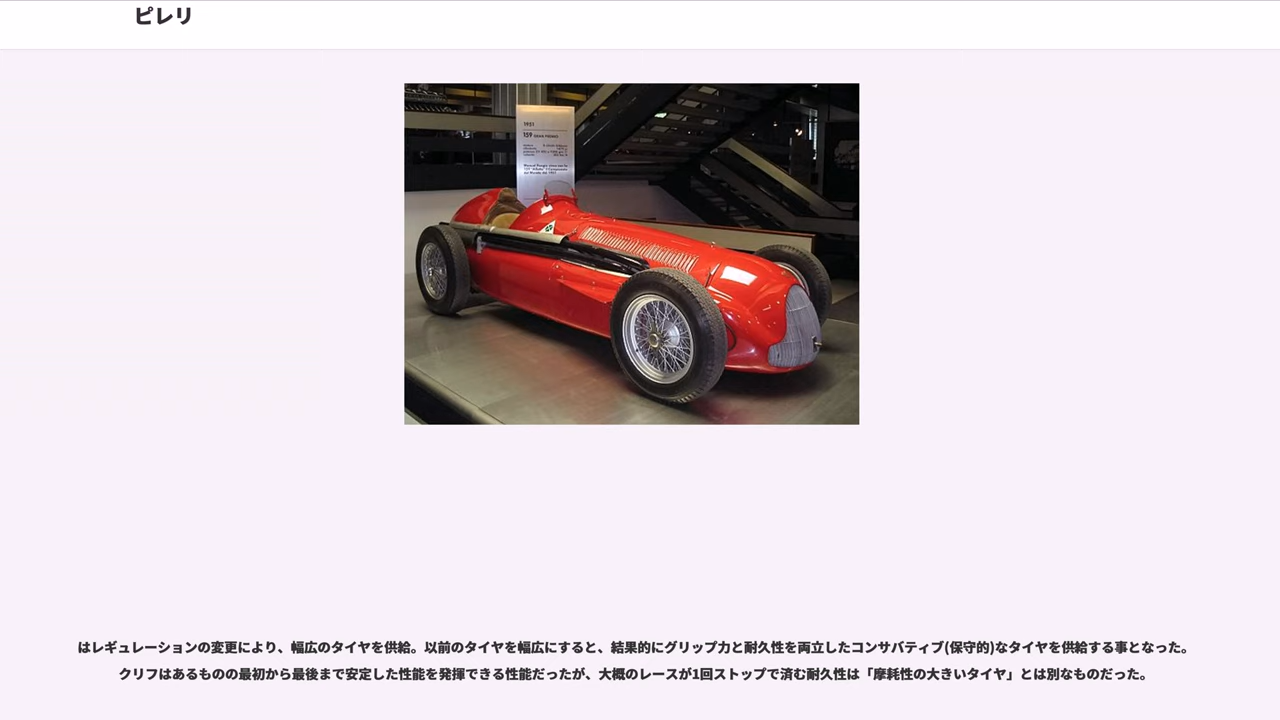 ピレリ
1951
159 GRAN PREMIO
はレギュレーションの変更により、幅広のタイヤを供給。以前のタイヤを幅広にすると、結果的にグリップ力と耐久性を両立したコンサバティブ(保守的)なタイヤを供給する事となった。
クリフはあるものの最初から最後まで安定した性能を発揮できる性能だったが、大概のレースが1回ストップで済む耐久性は「摩耗性の大きいタイヤ」とは別なものだった。